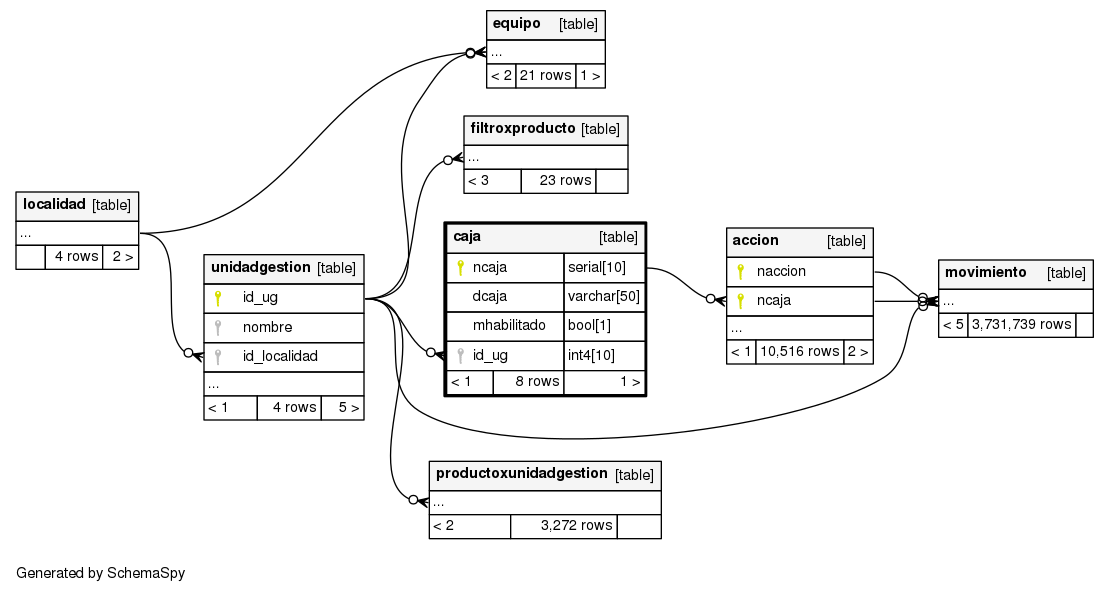 equipo [table]
...
< 2 21 rows 1 >
filtroxproducto [table]
...
< 3 23 rows
localidad [table]
...
4 rows 2 >
unidadgestion [table]
id_ug
nombre
id_localidad
...
< 1 4 rows 5 >
caja [table]
ncaja serial[10]
dcaja varchar[50]
mhabilitado bool[1]
id_ug int4[10]
< 1 8 rows 1 >
accion [table]
naccion
ncaja
...
< 1 10,516 rows 2 >
movimiento [table]
...
< 5 3,731,739 rows
productoxunidadgestion [table]
...
< 2 3,272 rows
Generated by SchemaSpy